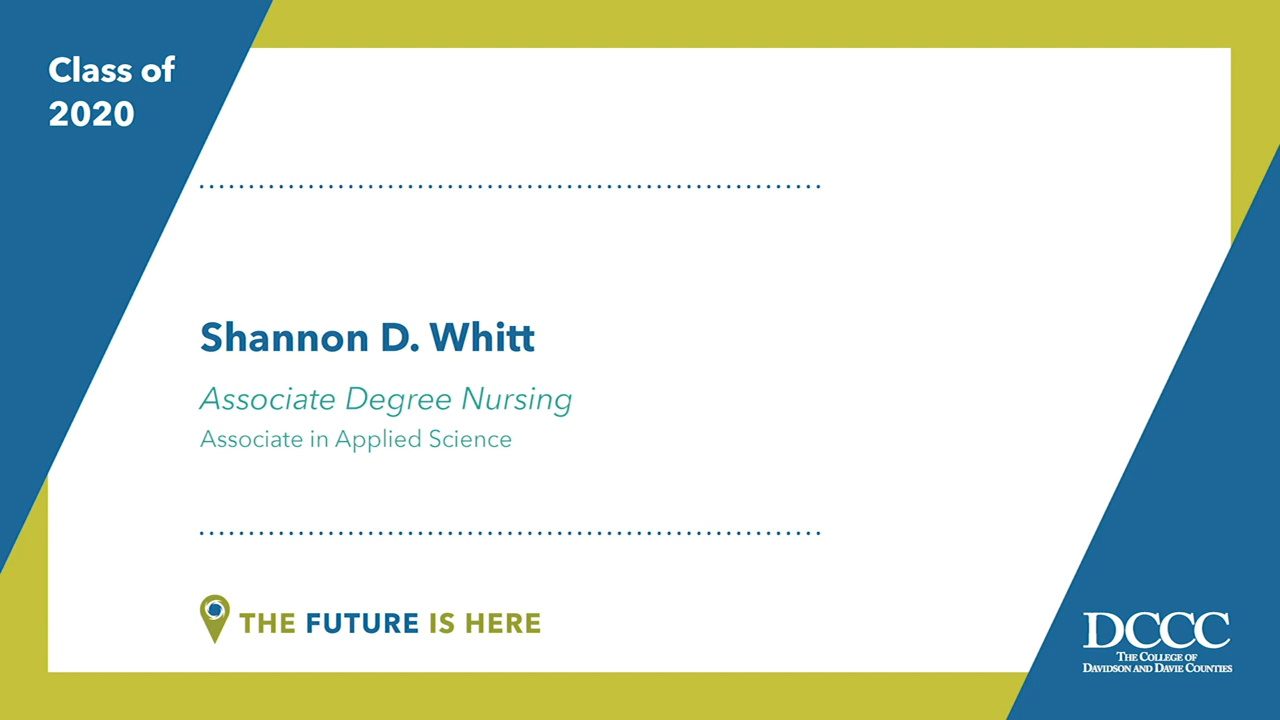 Class of
2020
Shannon D. Whitt
Associate Degree Nursing
Associate in Applied Science
THE FUTURE IS HERE
DCCC
THE COLLEGE OF
DAVIDSON AND DAVIE COUNTIES